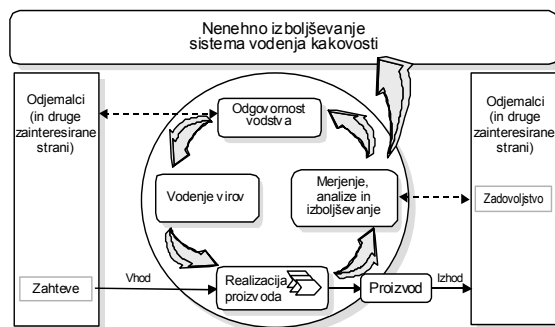 Nenehno izboljševanje
sistema vodenja kakovosti
Odjemalci
(in druge
zainteresirane
strani)
Odgovornost
vodstva
Odjemalci
(in druge
zainteresirane
strani)
Vodenje virov
Merjenje,
analize in
izboljševanje
Zadovoljstvo
Zahteve
Vhod
Realizacija
proizvoda
Proizvod
Izhod